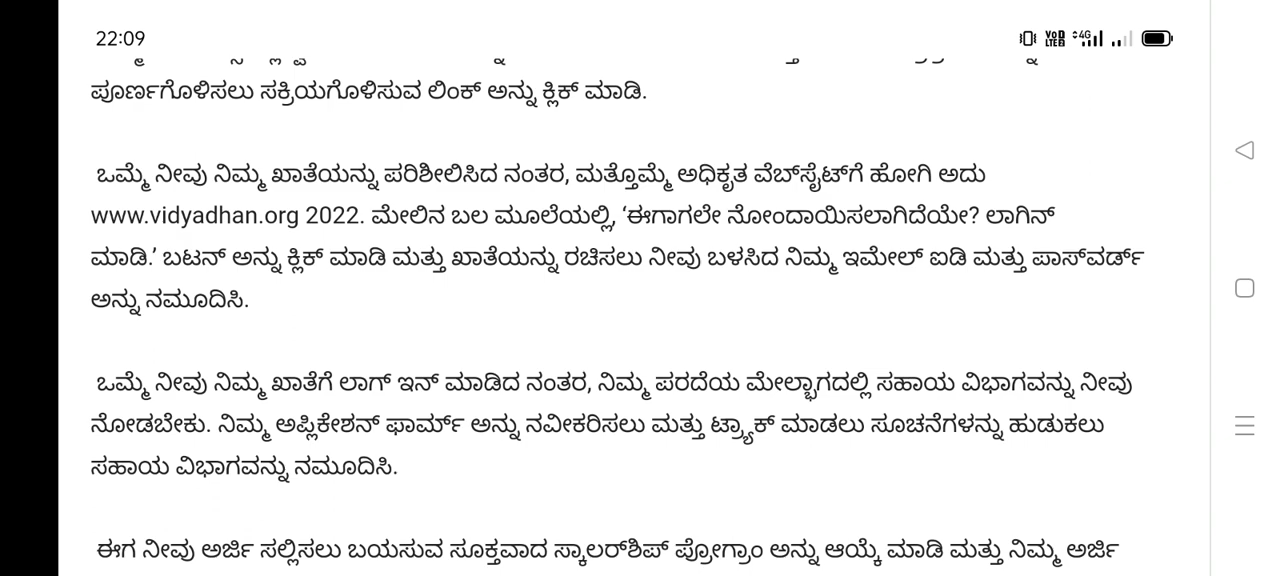 22:09
VoD LTE2 4G
ಪೂರ್ಣಗೊಳಿಸಲು ಸಕ್ರಿಯಗೊಳಿಸುವ ಲಿಂಕ್ ಅನ್ನು ಕ್ಲಿಕ್ ಮಾಡಿ.
ಒಮ್ಮೆ ನೀವು ನಿಮ್ಮ ಖಾತೆಯನ್ನು ಪರಿಶೀಲಿಸಿದ ನಂತರ, ಮತ್ತೊಮ್ಮೆ ಅಧಿಕೃತ ವೆಬ್‌ಸೈಟ್‌ಗೆ ಹೋಗಿ ಅದು
www.vidyadhan.org 2022. ಮೇಲಿನ ಬಲ ಮೂಲೆಯಲ್ಲಿ, ‘ಈಗಾಗಲೇ ನೋಂದಾಯಿಸಲಾಗಿದೆಯೇ? ಲಾಗಿನ್
ಮಾಡಿ.’ ಬಟನ್ ಅನ್ನು ಕ್ಲಿಕ್ ಮಾಡಿ ಮತ್ತು ಖಾತೆಯನ್ನು ರಚಿಸಲು ನೀವು ಬಳಸಿದ ನಿಮ್ಮ ಇಮೇಲ್ ಐಡಿ ಮತ್ತು ಪಾಸ್‌ವರ್ಡ್
ಅನ್ನು ನಮೂದಿಸಿ.
ಒಮ್ಮೆ ನೀವು ನಿಮ್ಮ ಖಾತೆಗೆ ಲಾಗ್ ಇನ್ ಮಾಡಿದ ನಂತರ, ನಿಮ್ಮ ಪರದೆಯ ಮೇಲ್ಭಾಗದಲ್ಲಿ ಸಹಾಯ ವಿಭಾಗವನ್ನು ನೀವು
ನೋಡಬೇಕು. ನಿಮ್ಮ ಅಪ್ಲಿಕೇಶನ್ ಫಾರ್ಮ್ ಅನ್ನು ನವೀಕರಿಸಲು ಮತ್ತು ಟ್ರ್ಯಾಕ್ ಮಾಡಲು ಸೂಚನೆಗಳನ್ನು ಹುಡುಕಲು
ಸಹಾಯ ವಿಭಾಗವನ್ನು ನಮೂದಿಸಿ.
ಈಗ ನೀವು ಅರ್ಜಿ ಸಲ್ಲಿಸಲು ಬಯಸುವ ಸೂಕ್ತವಾದ ಸ್ಕಾಲರ್‌ಶಿಪ್ ಪ್ರೋಗ್ರಾಂ ಅನ್ನು ಆಯ್ಕೆ ಮಾಡಿ ಮತ್ತು ನಿಮ್ಮ ಅರ್ಜಿ